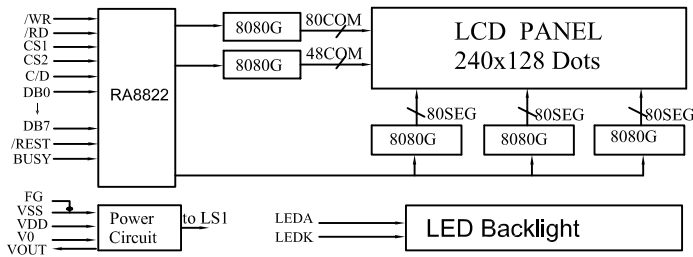 /WR
/RD
CS1
CS2
C/D
DB0
DB7
/REST
BUSY
RA8822
8080G
80COM
8080G
48COM
LCD PANEL
240x128 Dots
80SEG
80SEG
80SEG
8080G
8080G
8080G
FG
VSS
VDD
V0
VOUT
Power
Circuit
to LS1
LEDA
LEDK
LED Backlight